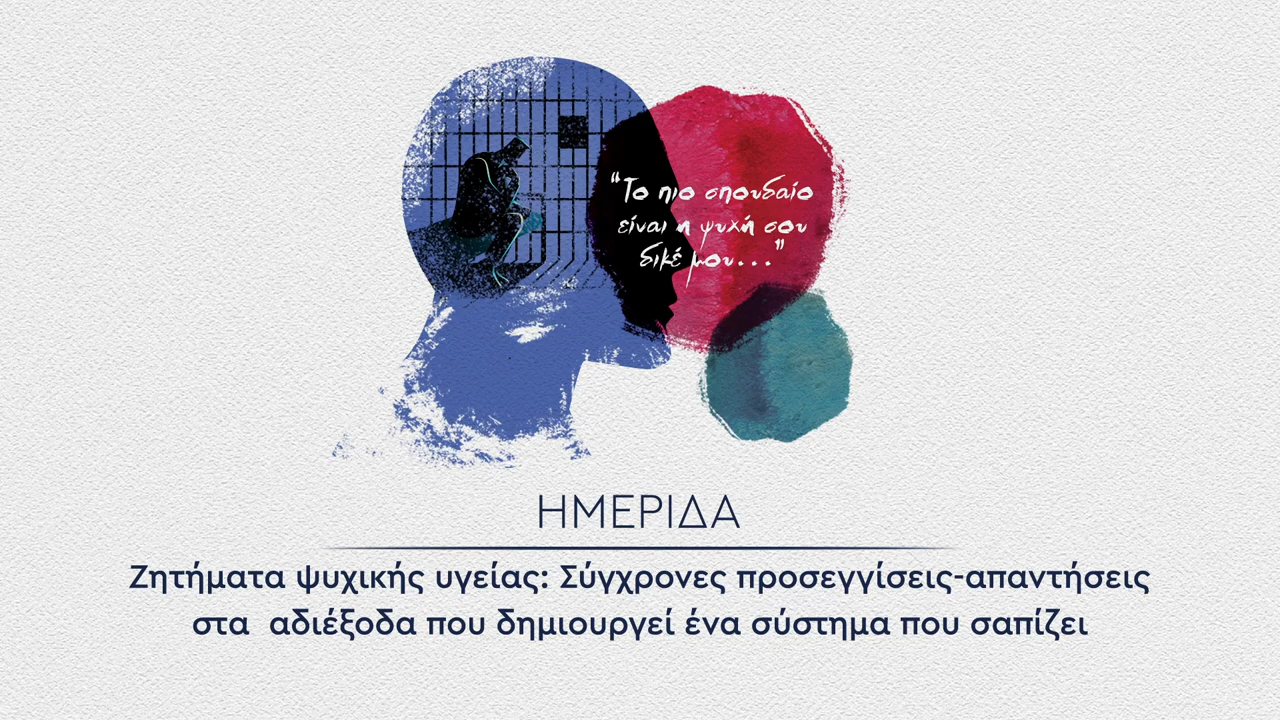 “Το πιο σπουδαίο
είναι η ψυχή σου
δικέ μου...”
ΗΜΕΡΙΔΑ
Ζητήματα ψυχικής υγείας: Σύγχρονες προσεγγίσεις-απαντήσεις
στα αδιέξοδα που δημιουργεί ένα σύστημα που σαπίζει